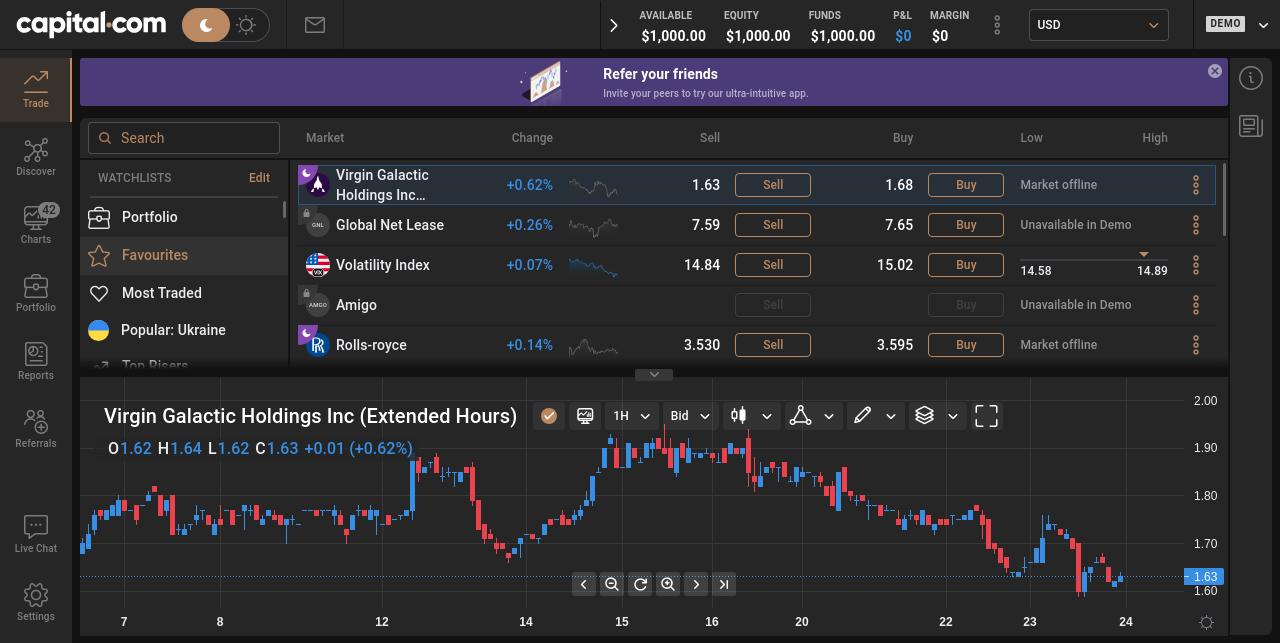 capital.com
AVAILABLE EQUITY FUNDS P&L MARGIN
$1,000.00 $1,000.00 $1,000.00 $0 $0
USD
DEMO
Refer your friends
Invite your peers to try our ultra-intuitive app.
Trade
Discover
42
Charts
Portfolio
Reports
Referrals
Live Chat
Settings
Search
WATCHLISTS Edit
Portfolio
Favourites
Most Traded
Popular: Ukraine
Top Risers
Market Change Sell Buy Low High
Virgin Galactic
Holdings Inc... +0.62% 1.63 Sell 1.68 Buy Market offline
GNL Global Net Lease +0.26% 7.59 Sell 7.65 Buy Unavailable in Demo
VIX Volatility Index +0.07% 14.84 Sell 15.02 Buy 14.58 14.89
AMGO Amigo Sell Buy Unavailable in Demo
RR Rolls-royce +0.14% 3.530 Sell 3.595 Buy Market offline
Virgin Galactic Holdings Inc (Extended Hours) 1H Bid
O1.62 H1.64 L1.62 C1.63 +0.01 (+0.62%)
2.00
1.90
1.80
1.70
1.63
1.60
7 8 12 14 15 16 20 22 23 24